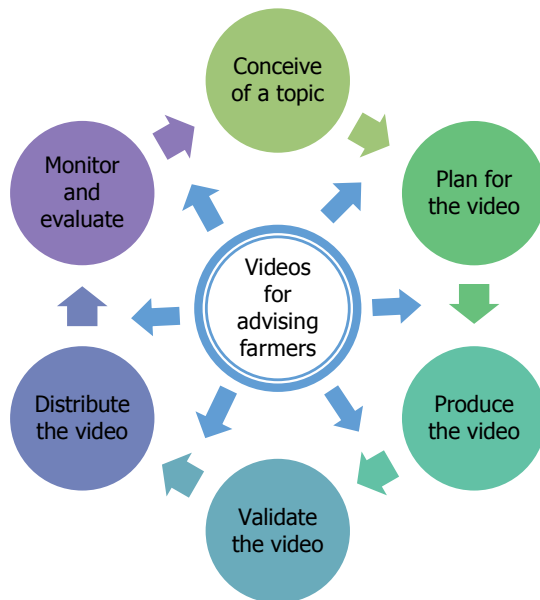 Conceive
of a topic
Plan for
the video
Produce
the video
Validate
the video
Distribute
the video
Monitor
and
evaluate
Videos
for
advising
farmers